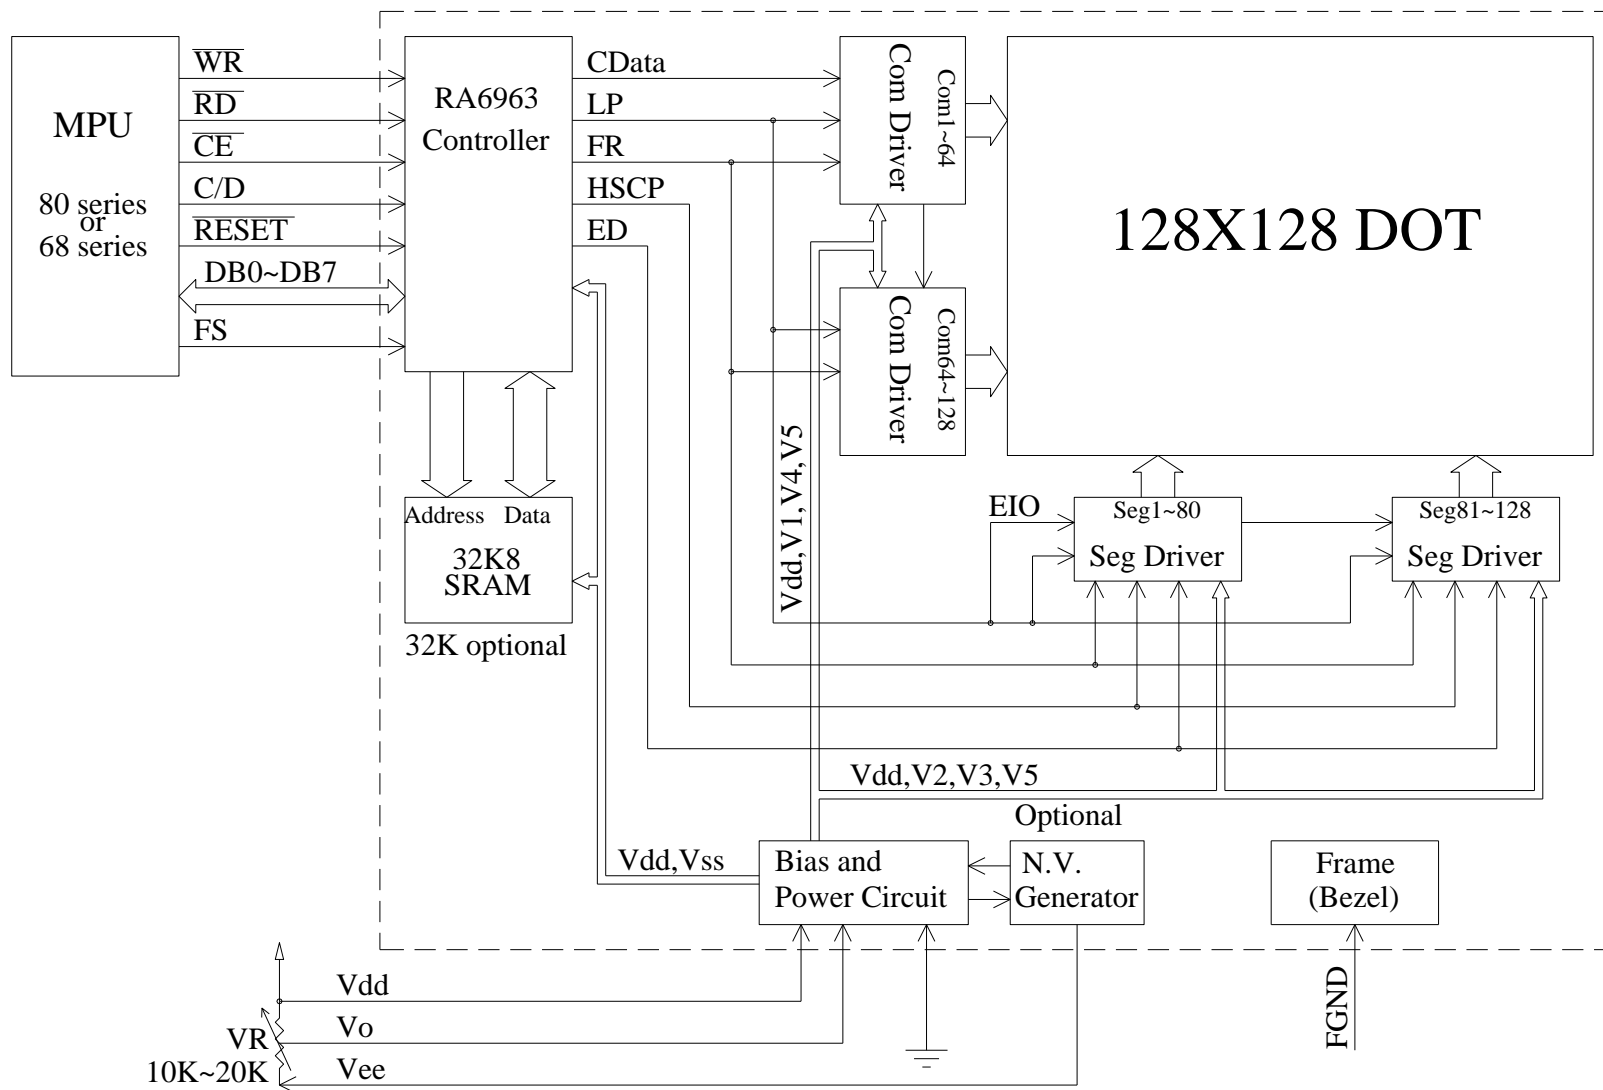 MPU
80 series
or
68 series
WR
RD
CE
C/D
RESET
DB0~DB7
FS
RA6963
Controller
CData
LP
FR
HSCP
ED
Com Driver
Com1~64
Com Driver
Com64~128
128X128 DOT
Address Data
32K8
SRAM
32K optional
Vdd,V1,V4,V5
EIO
Seg1~80
Seg Driver
Seg81~128
Seg Driver
Vdd,V2,V3,V5
Optional
Vdd,Vss
Bias and
Power Circuit
N.V.
Generator
Frame
(Bezel)
FGND
Vdd
Vo
Vee
VR
10K~20K